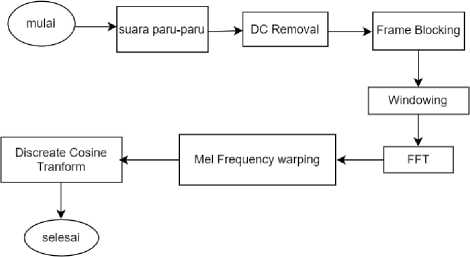 mulai
suara paru-paru
DC Removal
Frame Blocking
Windowing
FFT
Mel Frequency warping
Discreate Cosine
Tranform
selesai